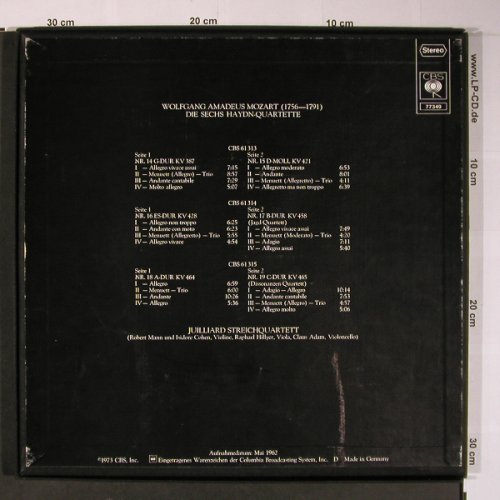 30 cm
20 cm
10 cm
www.LP-CD.de
10 cm
20 cm
30 cm
Stereo
CBS
77349
WOLFGANG AMADEUS MOZART (1756—1791)
DIE SECHS HAYDN-QUARTETTE
CBS 61 313
Seite 1
NR. 14 G-DUR KV 387
I — Allegro vivace assai 7:15
II — Menuett (Allegro) — Trio 8:57
III — Andante cantabile 7:29
IV — Molto allegro 5:07
Seite 2
NR. 15 D-MOLL KV 421
I — Allegro moderato 6:53
II — Andante 8:01
III — Menuett (Allegretto) — Trio 4:11
IV — Allegretto ma non troppo 6:39
CBS 61 314
Seite 1
NR. 16 ES-DUR KV 428
I — Allegro non troppo 6:25
II — Andante con moto 6:23
III — Menuett (Allegretto) — Trio 5:55
IV — Allegro vivace 4:54
Seite 2
NR. 17 B-DUR KV 458
(Jagd Quartett)
I — Allegro vivace assai 7:49
II — Menuett (Moderato) — Trio 4:20
III — Adagio 7:11
IV — Allegro assai 5:40
CBS 61 315
Seite 1
NR. 18 A-DUR KV 464
I — Allegro 6:59
II — Menuett — Trio 6:00
III — Andante 10:26
IV — Allegro 5:36
Seite 2
NR. 19 C-DUR KV 465
(Dissonanzen Quartett)
I — Adagio — Allegro 10:14
II — Andante cantabile 7:53
III — Menuett (Allegro) — Trio 4:57
IV — Allegro molto 5:06
JUILLIARD STREICHQUARTETT
(Robert Mann und Isidore Cohen, Violine, Raphael Hillyer, Viola, Claus Adam, Violoncello)
Aufnahmedatum: Mai 1962
℗1973 CBS, Inc. Eingetragenes Warenzeichen der Columbia Broadcasting System, Inc. D Made in Germany